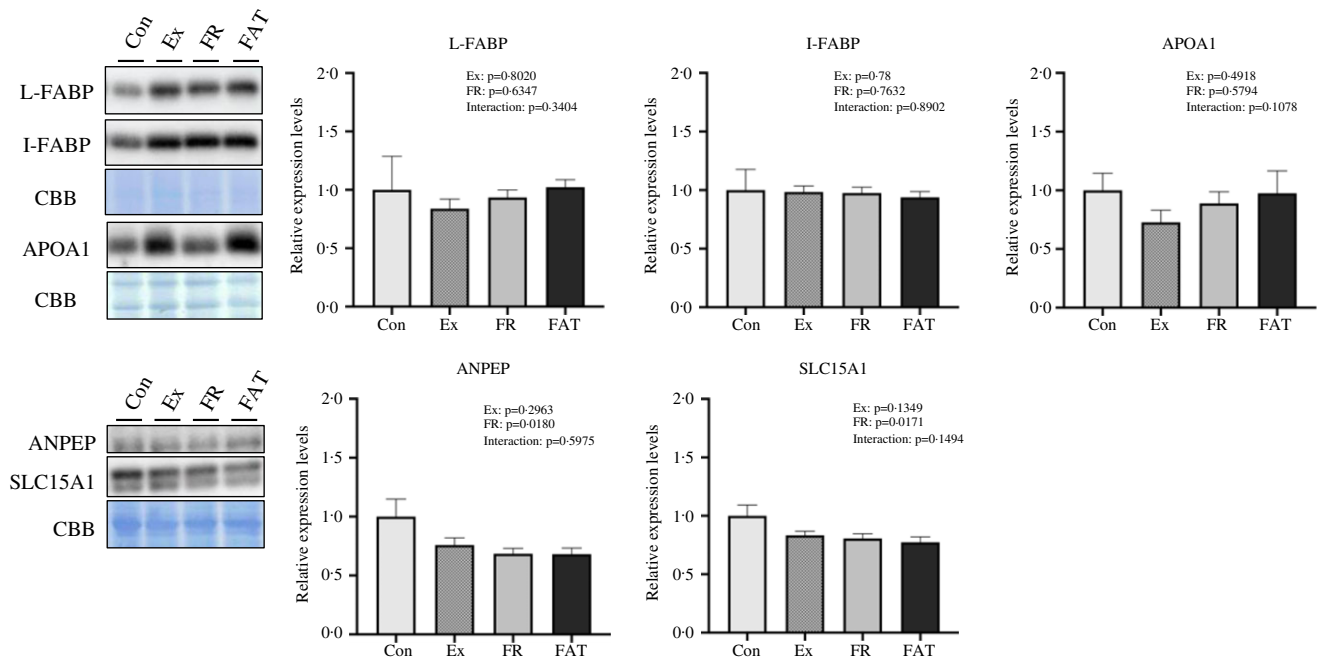 Con Ex FR FAT
L-FABP
I-FABP
CBB
APOA1
CBB
L-FABP
Ex: p=0·8020
FR: p=0·6347
Interaction: p=0·3404
Relative expression levels
2·0
1·5
1·0
0·5
0·0
Con Ex FR FAT
I-FABP
Ex: p=0·78
FR: p=0·7632
Interaction: p=0·8902
Relative expression levels
2·0
1·5
1·0
0·5
0·0
Con Ex FR FAT
APOA1
Ex: p=0·4918
FR: p=0·5794
Interaction: p=0·1078
Relative expression levels
2·0
1·5
1·0
0·5
0·0
Con Ex FR FAT
Con Ex FR FAT
ANPEP
SLC15A1
CBB
ANPEP
Ex: p=0·2963
FR: p=0·0180
Interaction: p=0·5975
Relative expression levels
2·0
1·5
1·0
0·5
0·0
Con Ex FR FAT
SLC15A1
Ex: p=0·1349
FR: p=0·0171
Interaction: p=0·1494
Relative expression levels
2·0
1·5
1·0
0·5
0·0
Con Ex FR FAT